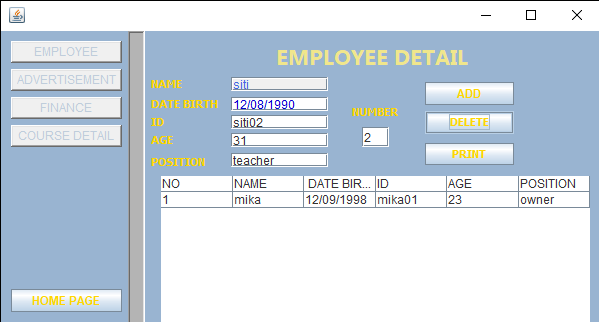 EMPLOYEE
ADVERTISEMENT
FINANCE
COURSE DETAIL
HOME PAGE
EMPLOYEE DETAIL
NAME siti
DATE BIRTH 12/08/1990
ID siti02
AGE 31
POSITION teacher
NUMBER
2
ADD
DELETE
PRINT
NO NAME DATE BIR... ID AGE POSITION
1 mika 12/09/1998 mika01 23 owner